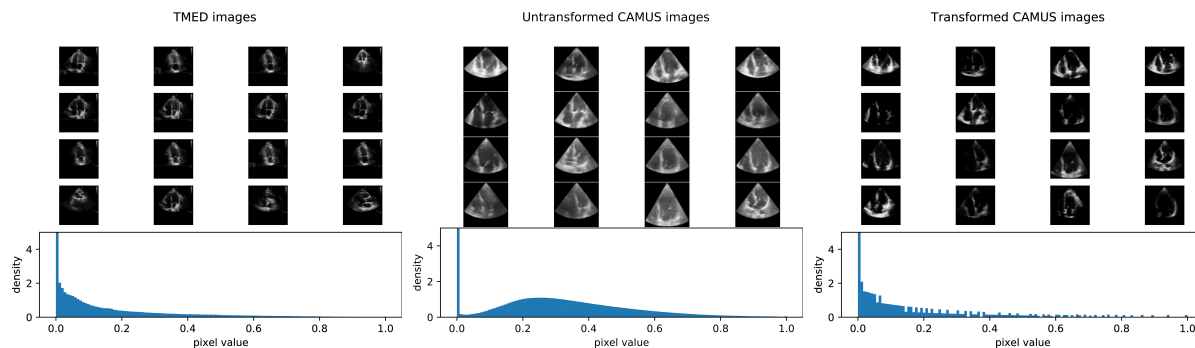 TMED images
Untransformed CAMUS images
Transformed CAMUS images
density
4
2
0
0.0 0.2 0.4 0.6 0.8 1.0
pixel value
density
4
2
0
0.0 0.2 0.4 0.6 0.8 1.0
pixel value
density
4
2
0
0.0 0.2 0.4 0.6 0.8 1.0
pixel value